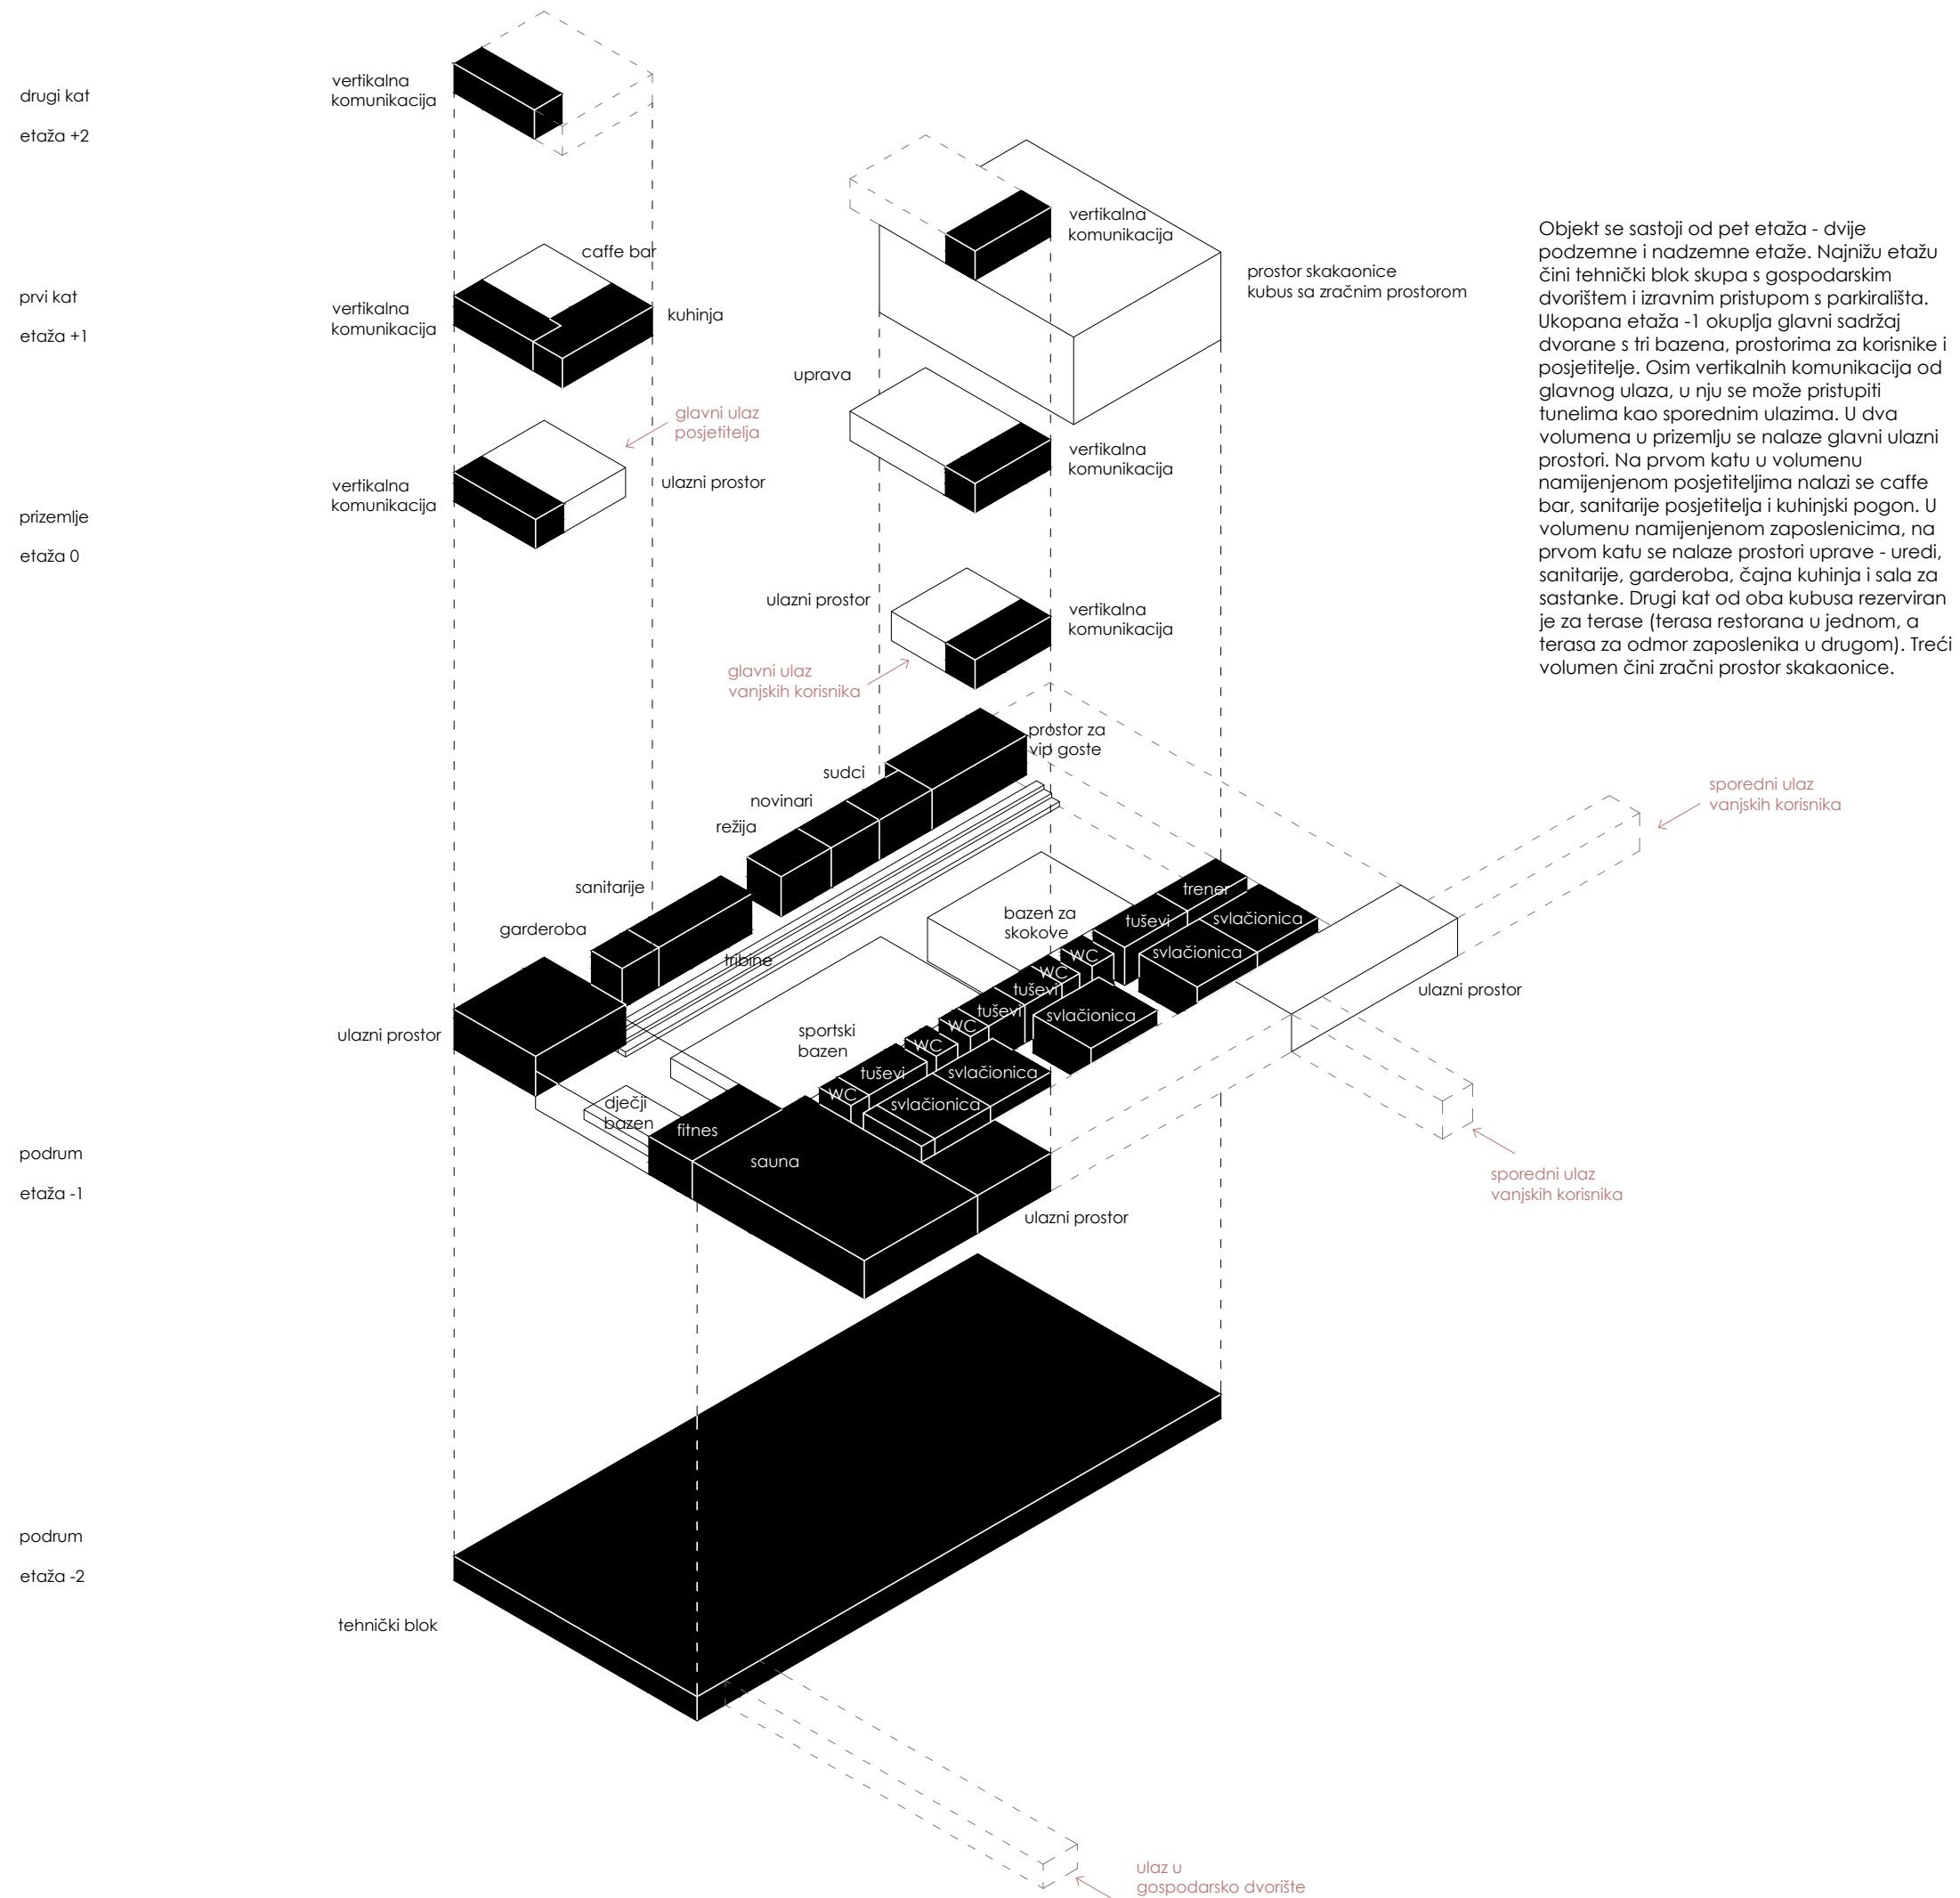 drugi kat
etaža +2
vertikalna
komunikacija
vertikalna
komunikacija
prostor skakaonice
kubus sa zračnim prostorom
Objekt se sastoji od pet etaža - dvije
podzemne i nadzemne etaže. Najnižu etažu
čini tehnički blok skupa s gospodarskim
dvorištem i izravnim pristupom s parkirališta.
Ukopana etaža -1 okuplja glavni sadržaj
dvorane s tri bazena, prostorima za korisnike i
posjetitelje. Osim vertikalnih komunikacija od
glavnog ulaza, u nju se može pristupiti
tunelima kao sporednim ulazima. U dva
volumena u prizemlju se nalaze glavni ulazni
prostori. Na prvom katu u volumenu
namijenjenom posjetiteljima nalazi se caffe
bar, sanitarije posjetitelja i kuhinjski pogon. U
volumenu namijenjenom zaposlenicima, na
prvom katu se nalaze prostori uprave - uredi,
sanitarije, garderoba, čajna kuhinja i sala za
sastanke. Drugi kat od oba kubusa rezerviran
je za terase (terasa restorana u jednom, a
terasa za odmor zaposlenika u drugom). Treći
volumen čini zračni prostor skakaonice.
prvi kat
etaža +1
caffe bar
vertikalna
komunikacija
kuhinja
uprava
vertikalna
komunikacija
prizemlje
etaža 0
glavni ulaz
posjetitelja
vertikalna
komunikacija
ulazni prostor
ulazni prostor
vertikalna
komunikacija
glavni ulaz
vanjskih korisnika
prostor za
vip goste
sudci
novinari
režija
sanitarije
garderoba
tribine
ulazni prostor
sporedni ulaz
vanjskih korisnika
bazen za
skokove
trener
tuševi
svlačionica
svlačionica
WC
WC
tuševi
tuševi
svlačionica
WC
WC
sportski
bazen
tuševi
svlačionica
WC
svlačionica
ulazni prostor
dječji
bazen
fitnes
sauna
ulazni prostor
sporedni ulaz
vanjskih korisnika
podrum
etaža -1
podrum
etaža -2
tehnički blok
ulaz u
gospodarsko dvorište